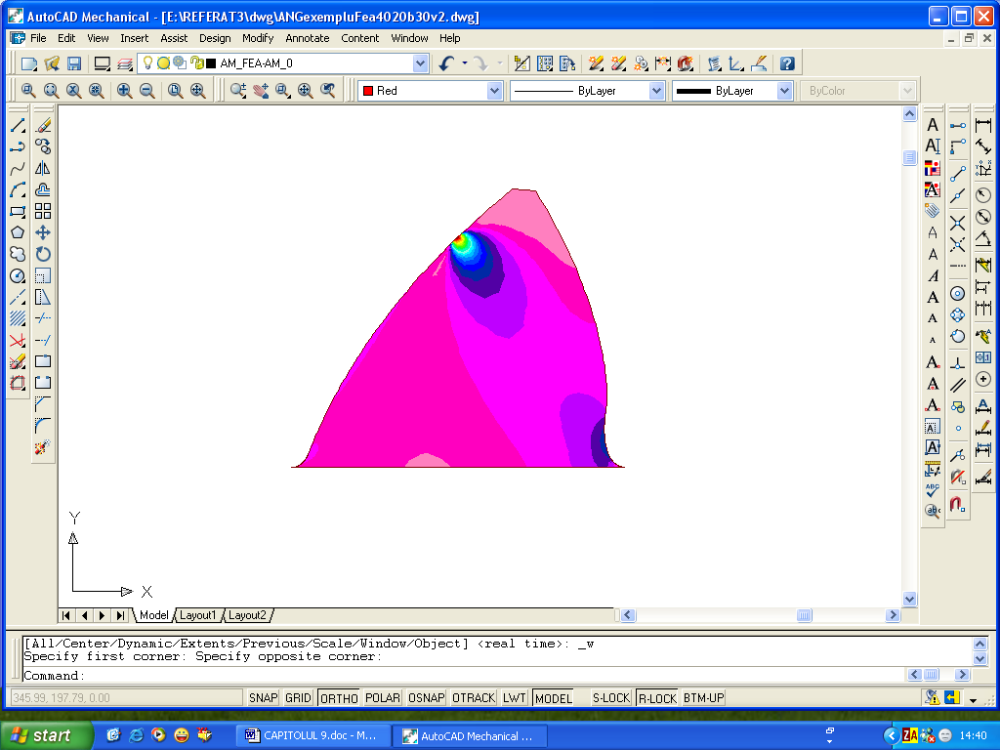 AutoCAD Mechanical - [E:\REFERAT3\dwg\ANGexempluFea4020b30v2.dwg]
File Edit View Insert Assist Design Modify Annotate Content Window Help
AM_FEA-AM_0
Red ByLayer ByLayer ByColor
A
A
A
A
A
A
A
A
A
A
A
A
A
A
ABC
abc
A
Y
X
Model Layout1 Layout2
[All/Center/Dynamic/Extents/Previous/Scale/Window/Object] <real time>: _w
Specify first corner: Specify opposite corner:
Command:
345.99, 197.79, 0.00 SNAP GRID ORTHO POLAR OSNAP OTRACK LWT MODEL S-LOCK R-LOCK BTM-UP
start CAPITOLUL 9.doc - M... AutoCAD Mechanical ... ZA 14:40